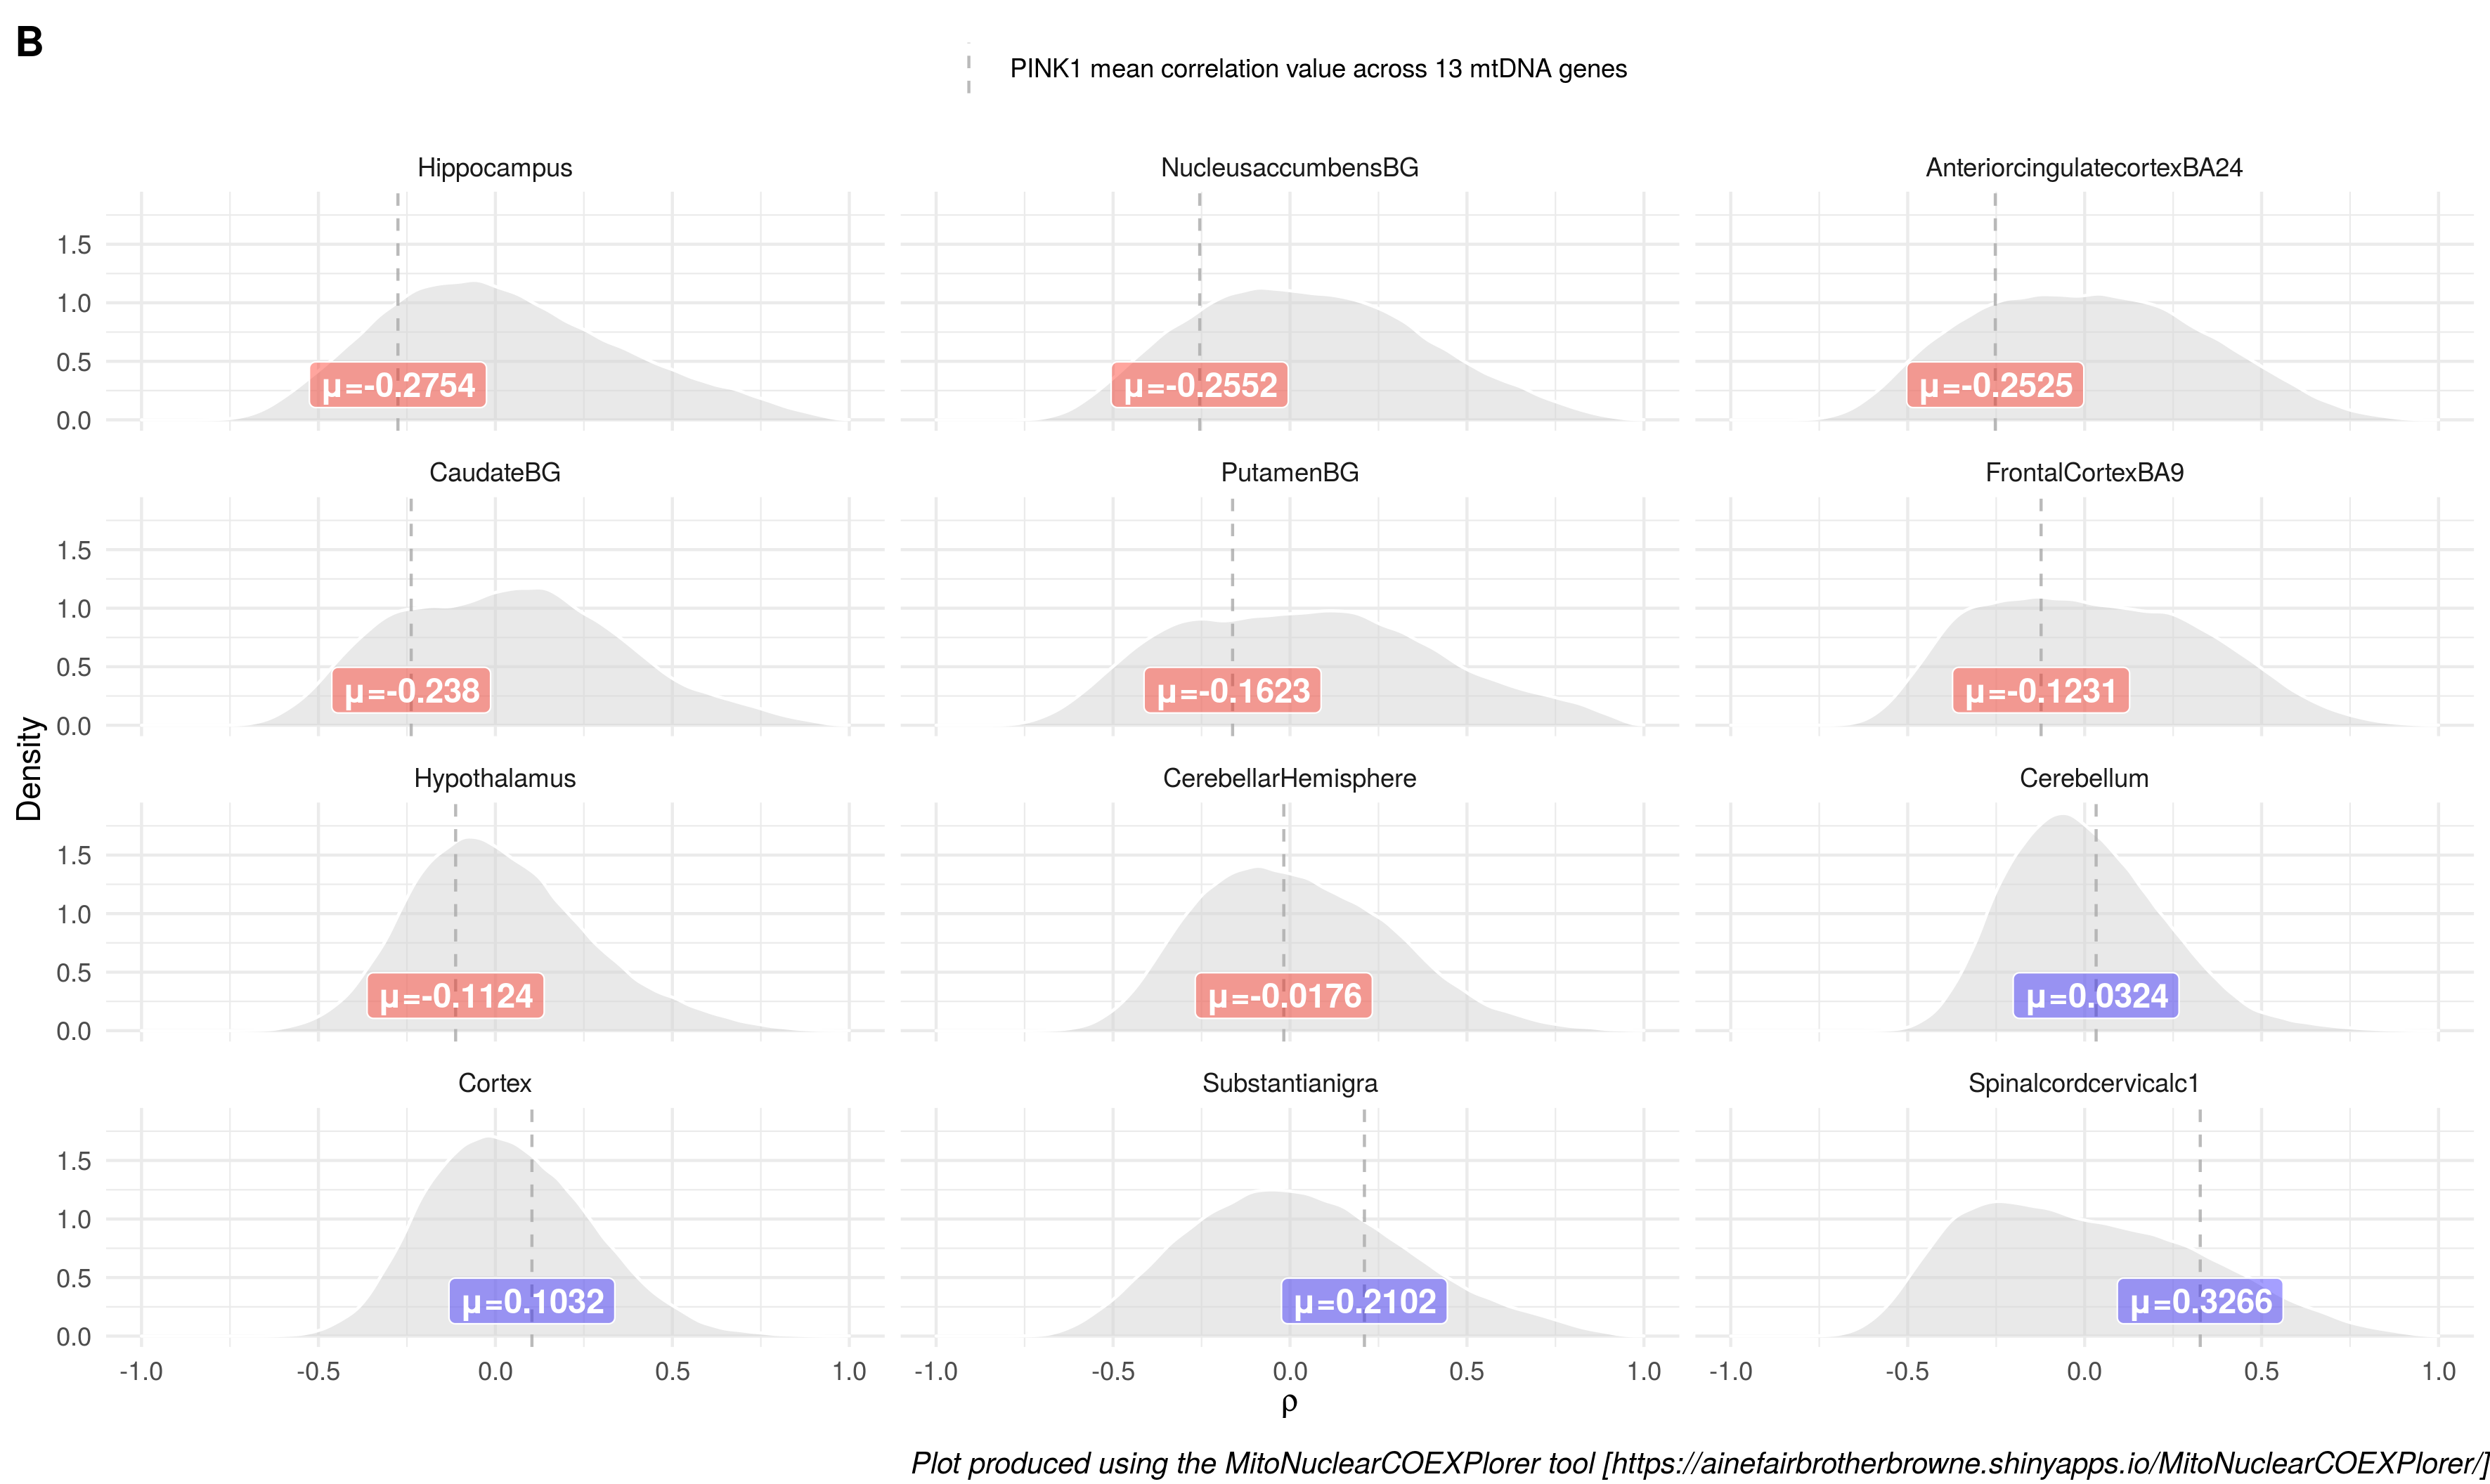 B
PINK1 mean correlation value across 13 mtDNA genes
Hippocampus NucleusaccumbensBG AnteriorcingulatecortexBA24
1.5
1.0
0.5
0.0
μ=-0.2754 μ=-0.2552 μ=-0.2525
CaudateBG PutamenBG FrontalCortexBA9
1.5
1.0
0.5
0.0
μ=-0.238 μ=-0.1623 μ=-0.1231
Density
Hypothalamus CerebellarHemisphere Cerebellum
1.5
1.0
0.5
0.0
μ=-0.1124 μ=-0.0176 μ=0.0324
Cortex Substantianigra Spinalcordcervicalc1
1.5
1.0
0.5
0.0
μ=0.1032 μ=0.2102 μ=0.3266
-1.0 -0.5 0.0 0.5 1.0 -1.0 -0.5 0.0 0.5 1.0 -1.0 -0.5 0.0 0.5 1.0
ρ
Plot produced using the MitoNuclearCOEXPlorer tool [https://ainefairbrotherbrowne.shinyapps.io/MitoNuclearCOEXPlorer/]